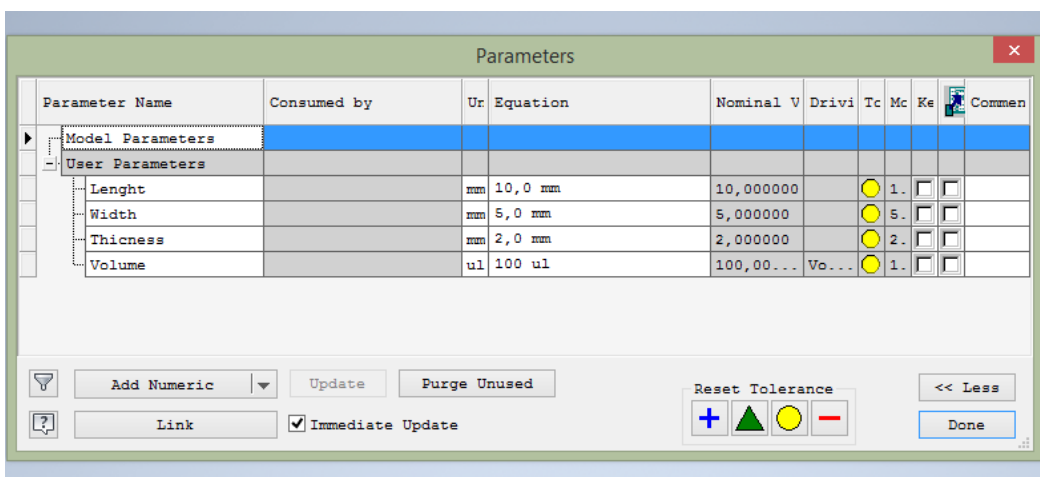 Parameters
Parameter Name Consumed by Ur Equation Nominal V Drivi Tc Mc Ke Commen
Model Parameters
User Parameters
Lenght mm 10,0 mm 10,000000 1.
Width mm 5,0 mm 5,000000 5.
Thicness mm 2,0 mm 2,000000 2.
Volume ul 100 ul 100,00... Vo... 1.
Add Numeric Update Purge Unused Reset Tolerance << Less
Link Immediate Update Done